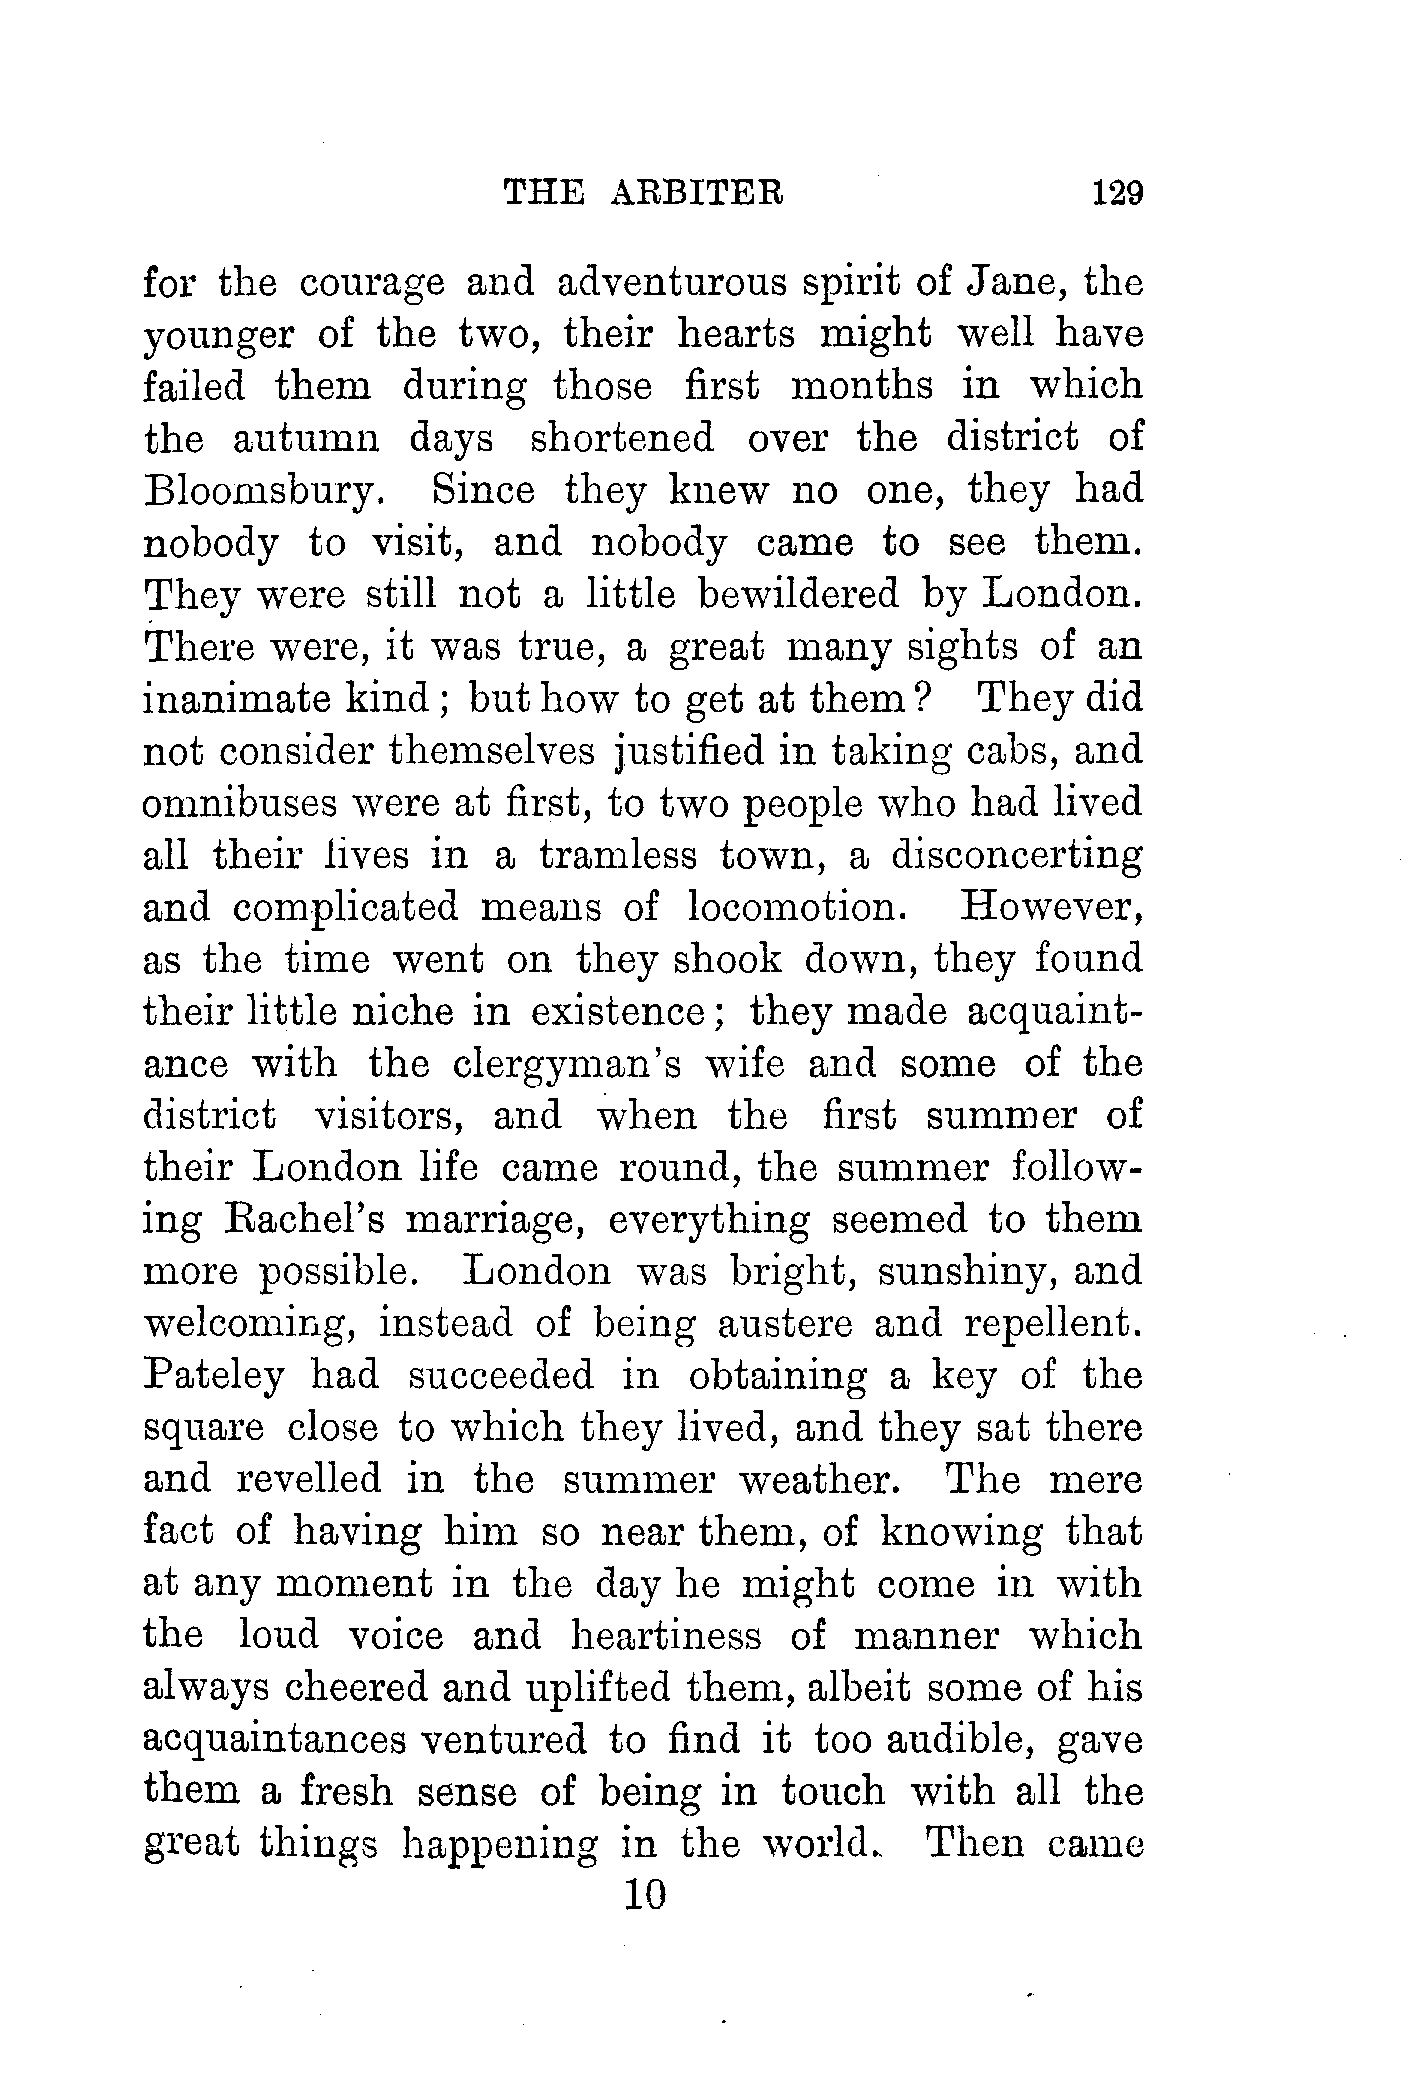 THE ARBITER 129
for the courage and adventurous spirit of Jane, the
younger of the two, their hearts might well have
failed them during those first months in which
the autumn days shortened over the district of
Bloomsbury. Since they knew no one, they had
nobody to visit, and nobody came to see them.
They were still not a little bewildered by London.
There were, it was true, a great many sights of an
inanimate kind; but how to get at them? They did
not consider themselves justified in taking cabs, and
omnibuses were at first, to two people who had lived
all their lives in a tramless town, a disconcerting
and complicated means of locomotion. However,
as the time went on they shook down, they found
their little niche in existence; they made acquaint-
ance with the clergyman's wife and some of the
district visitors, and when the first summer of
their London life came round, the summer follow-
ing Rachel's marriage, everything seemed to them
more possible. London was bright, sunshiny, and
welcoming, instead of being austere and repellent.
Pateley had succeeded in obtaining a key of the
square close to which they lived, and they sat there
and revelled in the summer weather. The mere
fact of having him so near them, of knowing that
at any moment in the day he might come in with
the loud voice and heartiness of manner which
always cheered and uplifted them, albeit some of his
acquaintances ventured to find it too audible, gave
them a fresh sense of being in touch with all the
great things happening in the world. Then came
10